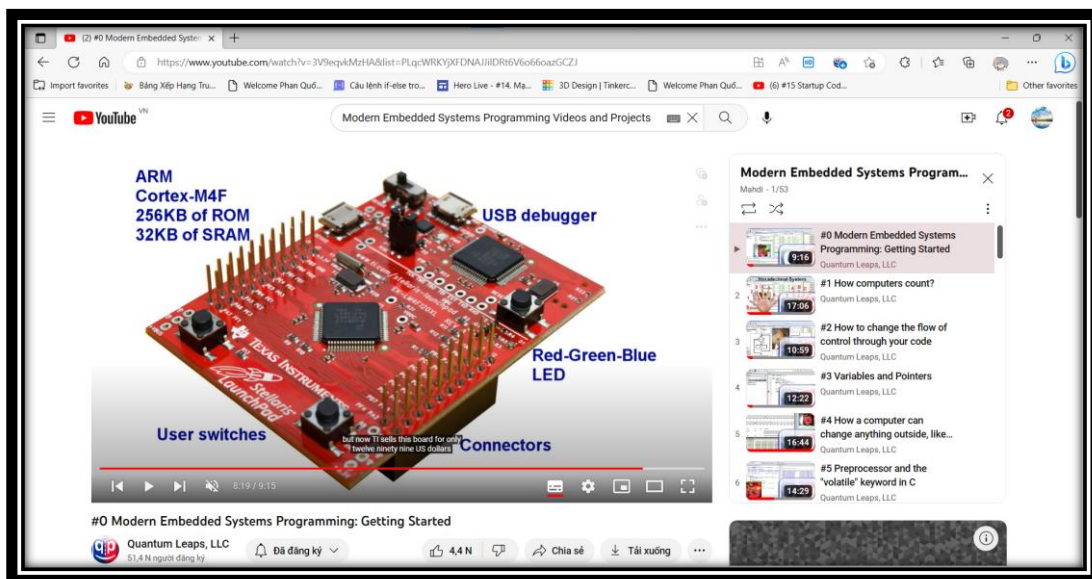 (2) #0 Modern Embedded System
https://www.youtube.com/watch?v=3V9eqvkMzHA&list=PLqcWRKYjXFDNAJJiIDRt6V6o66oazGCZJ
Import favorites
Bảng Xếp Hạng Tru...
Welcome Phan Quố...
Câu lệnh if-else tro...
Hero Live - #14. Ma...
3D Design | Tinkerc...
Welcome Phan Quố...
(6) #15 Startup Cod...
Other favorites
YouTube VN
Modern Embedded Systems Programming Videos and Projects
2
ARM
Cortex-M4F
256KB of ROM
32KB of SRAM
USB debugger
Red-Green-Blue
LED
TEXAS INSTRUMENTS
Stellaris
LaunchPad
User switches
Connectors
but now TI sells this board for only
twelve ninety nine US dollars
8:19 / 9:15
#0 Modern Embedded Systems Programming: Getting Started
Quantum Leaps, LLC
51,4 N người đăng ký
Đã đăng ký
4,4 N
Chia sẻ
Tải xuống
Modern Embedded Systems Program...
Mahdi - 1/53
#0 Modern Embedded Systems
Programming: Getting Started
Quantum Leaps, LLC
9:16
2
#1 How computers count?
Quantum Leaps, LLC
17:06
3
#2 How to change the flow of
control through your code
Quantum Leaps, LLC
10:59
4
#3 Variables and Pointers
Quantum Leaps, LLC
12:22
5
#4 How a computer can
change anything outside, like...
Quantum Leaps, LLC
16:44
6
#5 Preprocessor and the
"volatile" keyword in C
Quantum Leaps, LLC
14:29